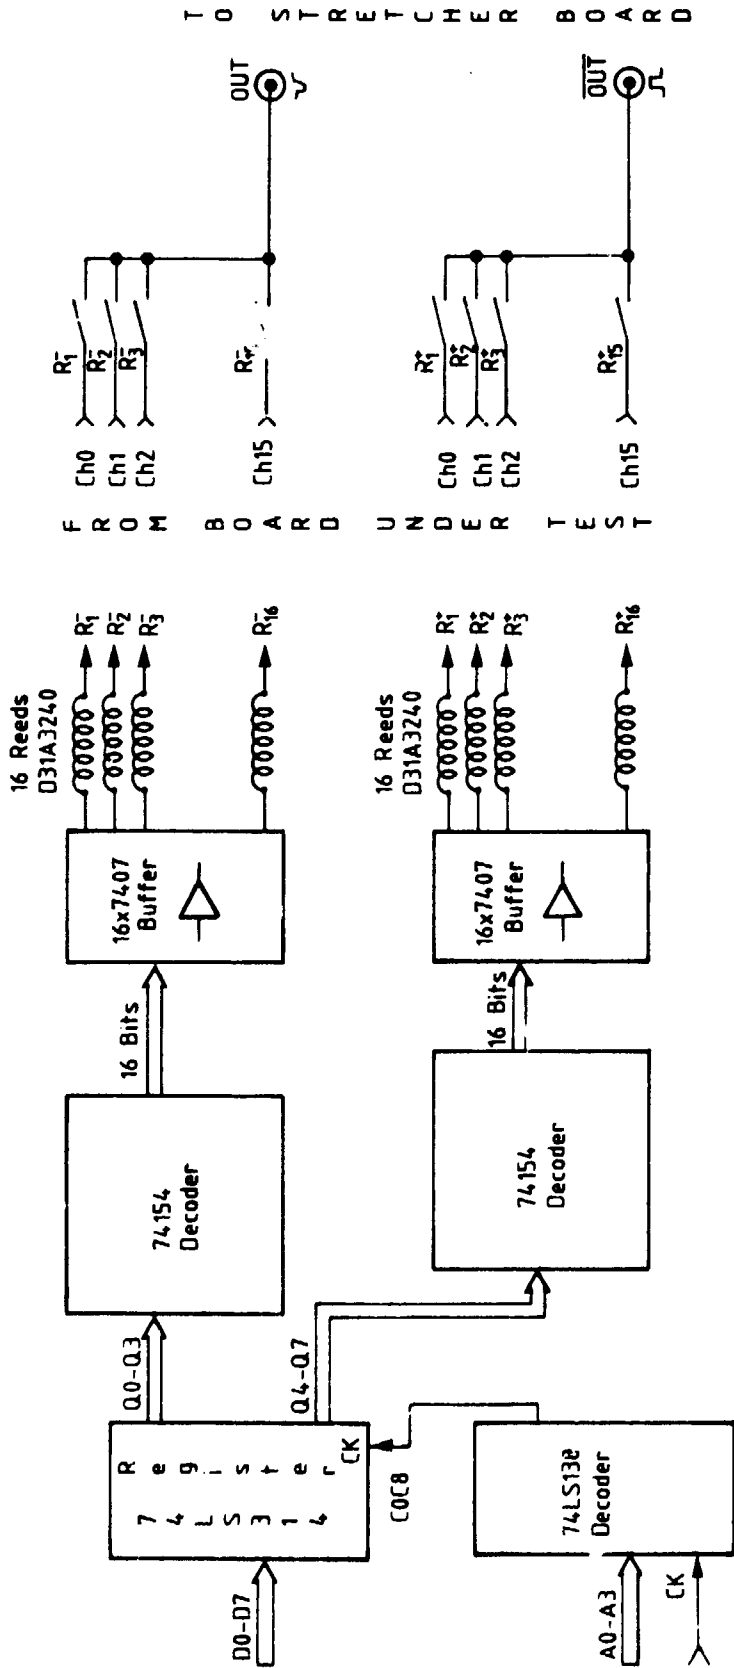 D0-D7
Register
74LS314
CK
Q0-Q3
Q4-Q7
C0C8
A0-A3
CK
74LS138
Decoder
74154
Decoder
16 Bits
16x7407
Buffer
16 Reeds
D31A3240
R1-
R2-
R3-
R16-
74154
Decoder
16 Bits
16x7407
Buffer
16 Reeds
D31A3240
R1+
R2+
R3+
R16+
FROM BOARD UNDER TEST
Ch0
Ch1
Ch2
Ch15
R1-
R2-
R3-
OUT
Ch0
Ch1
Ch2
Ch15
R1+
R2+
R3+
R15+
OUT
TO STRETCHER BOARD